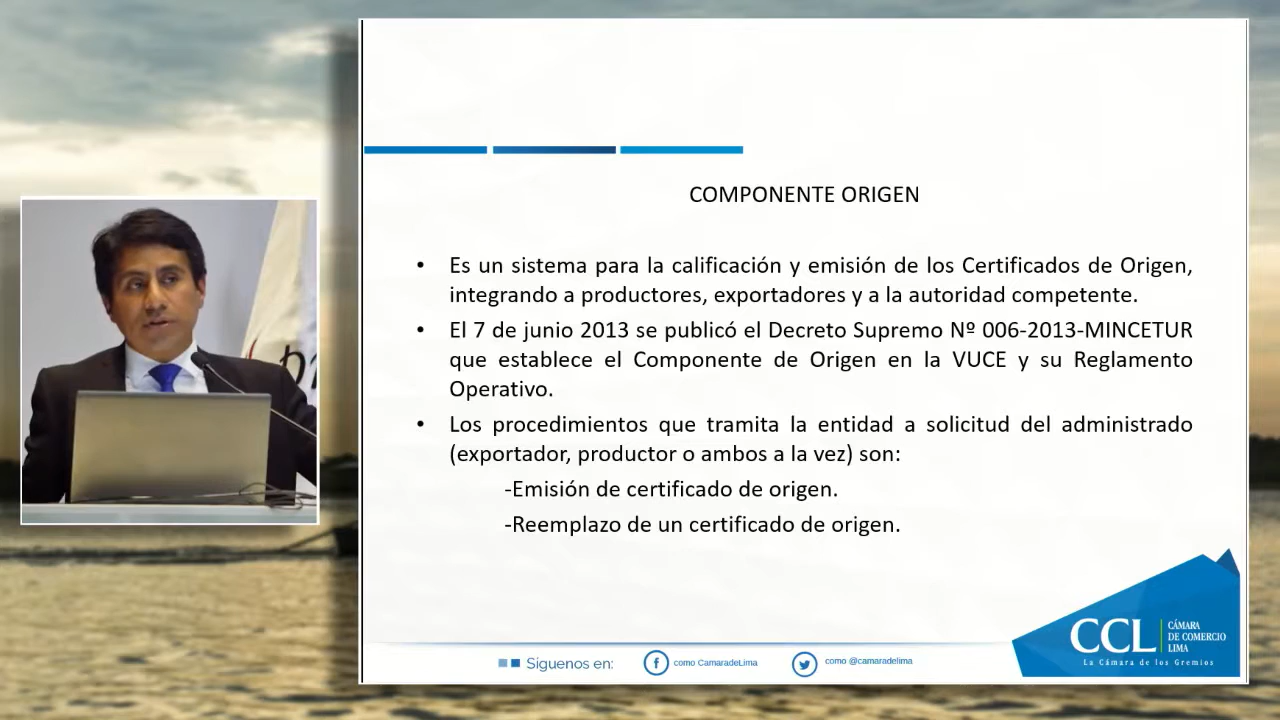 COMPONENTE ORIGEN
• Es un sistema para la calificación y emisión de los Certificados de Origen,
integrando a productores, exportadores y a la autoridad competente.
• El 7 de junio 2013 se publicó el Decreto Supremo Nº 006-2013-MINCETUR
que establece el Componente de Origen en la VUCE y su Reglamento
Operativo.
• Los procedimientos que tramita la entidad a solicitud del administrado
(exportador, productor o ambos a la vez) son:
-Emisión de certificado de origen.
-Reemplazo de un certificado de origen.
Síguenos en:
como CamaradeLima
como @camaradelima
CCL
CÁMARA
DE COMERCIO
LIMA
La Cámara de los Gremios